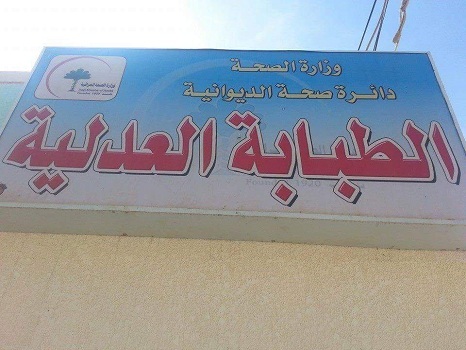 وزارة الصحة
دائرة صحة الديوانية
الطبابة العدلية